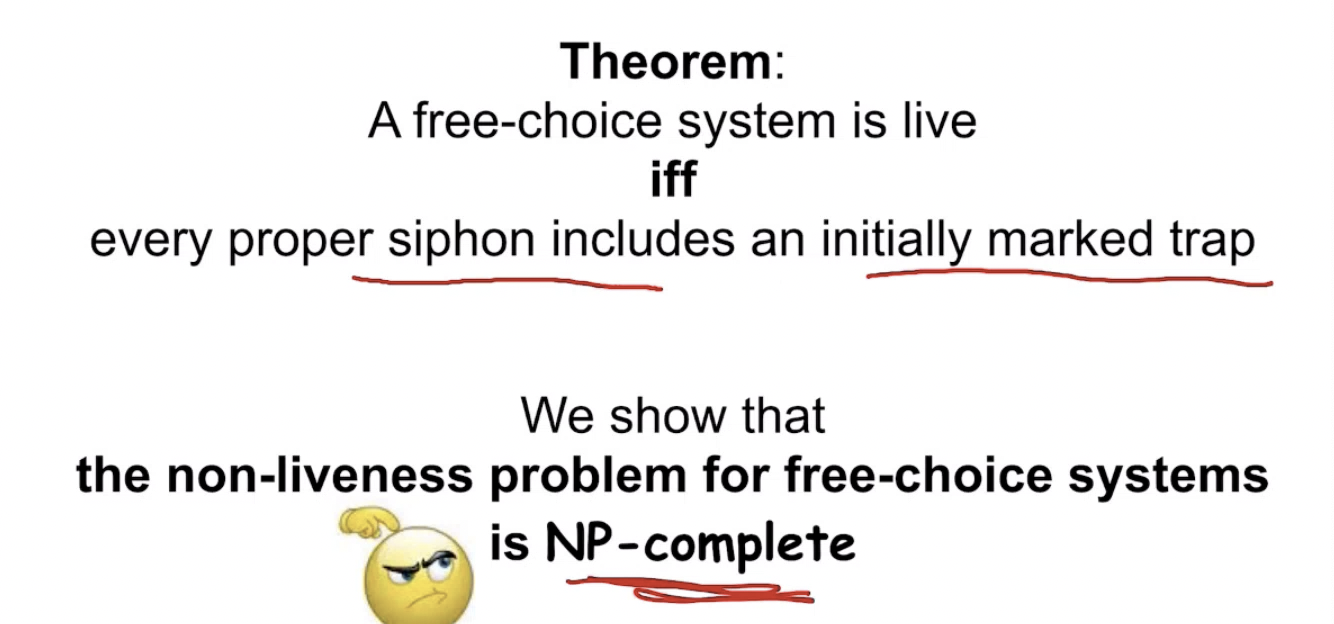 Theorem:
A free-choice system is live
iff
every proper siphon includes an initially marked trap
We show that
the non-liveness problem for free-choice systems
is NP-complete